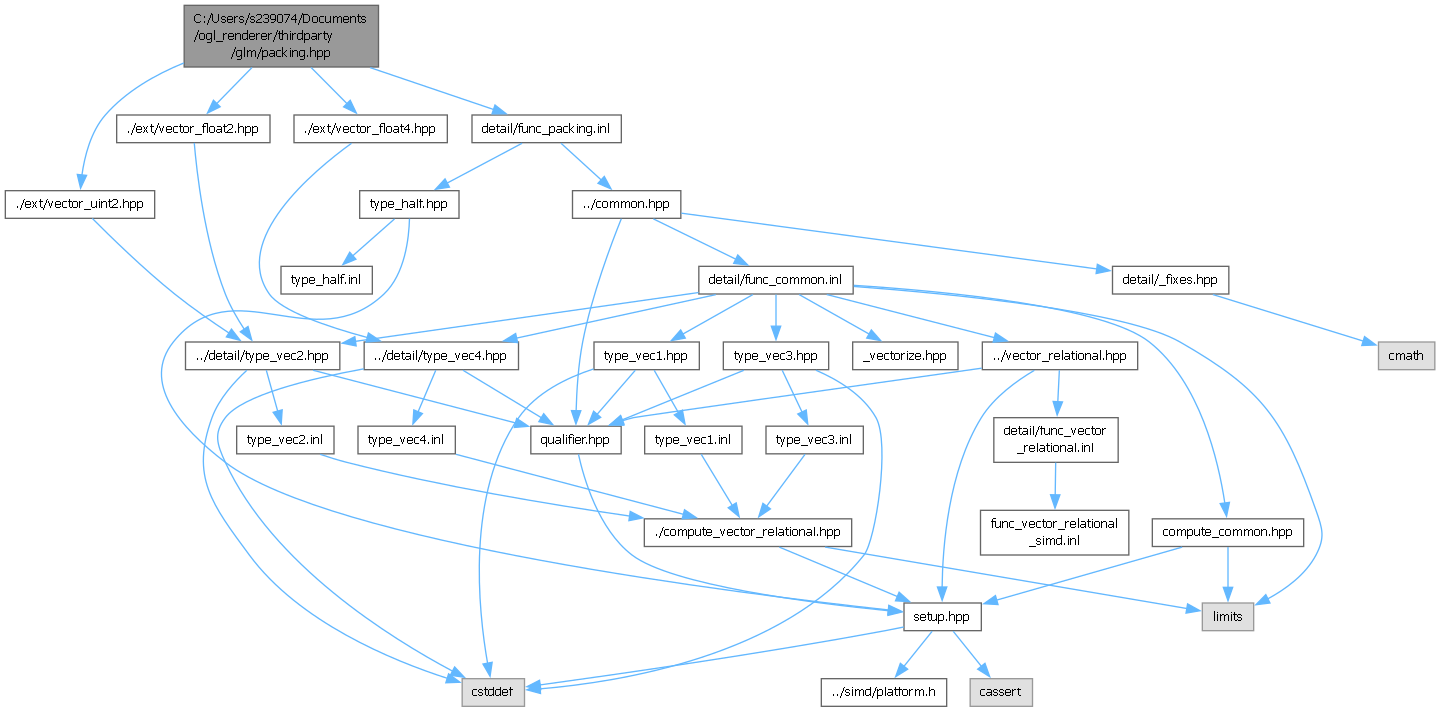 C:/Users/s239074/Documents
/ogl_renderer/thirdparty
/glm/packing.hpp
./ext/vector_float2.hpp
./ext/vector_float4.hpp
detail/func_packing.inl
./ext/vector_uint2.hpp
type_half.hpp
../common.hpp
type_half.inl
detail/func_common.inl
detail/_fixes.hpp
../detail/type_vec2.hpp
../detail/type_vec4.hpp
type_vec1.hpp
type_vec3.hpp
_vectorize.hpp
../vector_relational.hpp
cmath
type_vec2.inl
type_vec4.inl
qualifier.hpp
type_vec1.inl
type_vec3.inl
detail/func_vector
_relational.inl
./compute_vector_relational.hpp
func_vector_relational
_simd.inl
compute_common.hpp
setup.hpp
limits
cstddef
../simd/platform.h
cassert